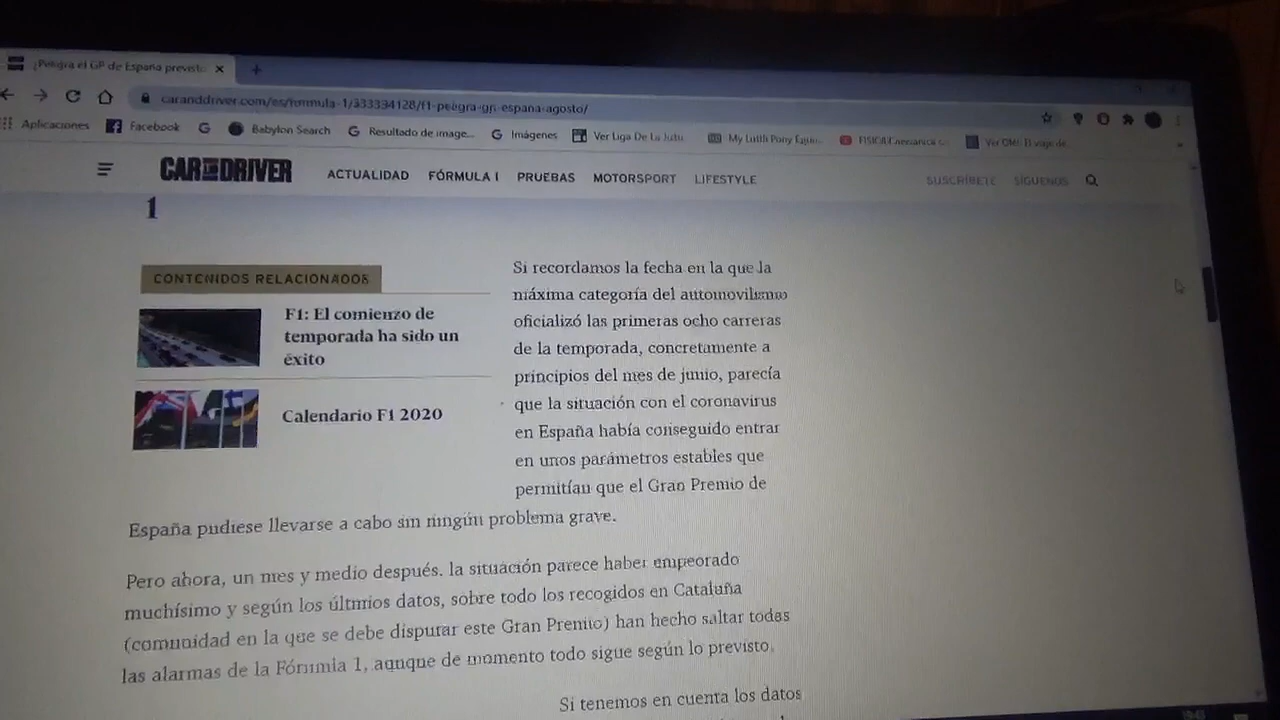 ¿Peligra el GP de España previst
caranddriver.com/es/formula-1/a33334128/f1-peligra-gp-espana-agosto/
Aplicaciones
Facebook
Babylon Search
Resultado de image...
Imágenes
Ver Liga De La Justi
My Little Pony Equi...
Ver Ole! El viaje de
CAR AND DRIVER
ACTUALIDAD
FÓRMULA 1
PRUEBAS
MOTORSPORT
LIFESTYLE
SUSCRÍBETE
SÍGUENOS
1
CONTENIDOS RELACIONADOS
F1: El comienzo de
temporada ha sido un
éxito
Calendario F1 2020
Si recordamos la fecha en la que la
máxima categoría del automovilismo
oficializó las primeras ocho carreras
de la temporada, concretamente a
principios del mes de junio, parecía
que la situación con el coronavirus
en España había conseguido entrar
en unos parámetros estables que
permitían que el Gran Premio de
España pudiese llevarse a cabo sin ningún problema grave.
Pero ahora, un mes y medio después, la situación parece haber empeorado
muchísimo y según los últimos datos, sobre todo los recogidos en Cataluña
(comunidad en la que se debe disputar este Gran Premio) han hecho saltar todas
las alarmas de la Fórmula 1, aunque de momento todo sigue según lo previsto.
Si tenemos en cuenta los datos